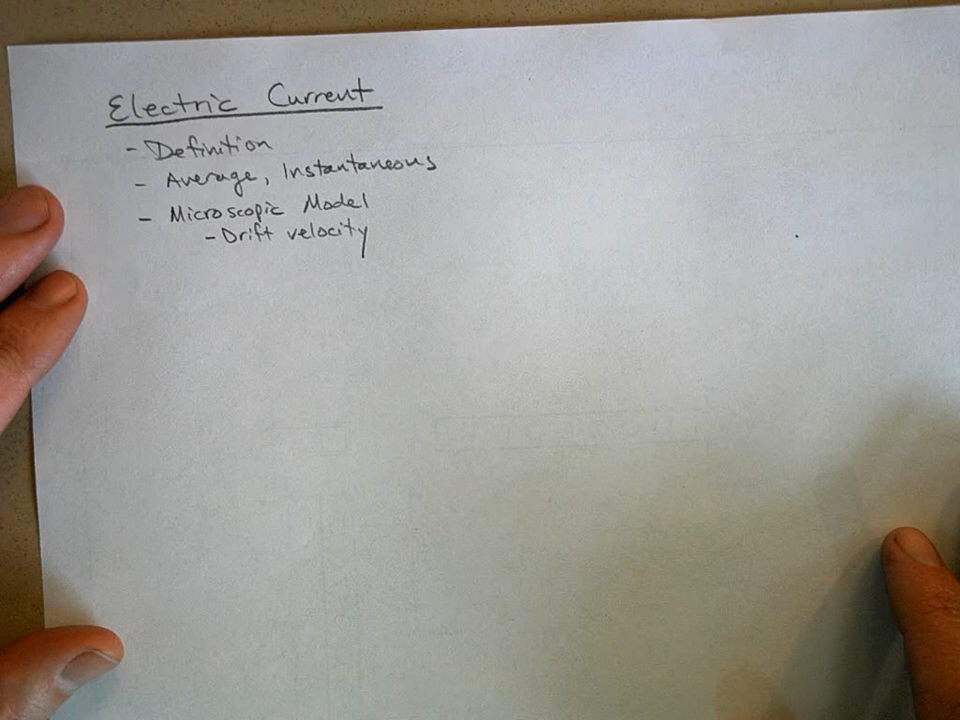 Electric Current
- Definition
- Average, Instantaneous
- Microscopic Model
- Drift velocity